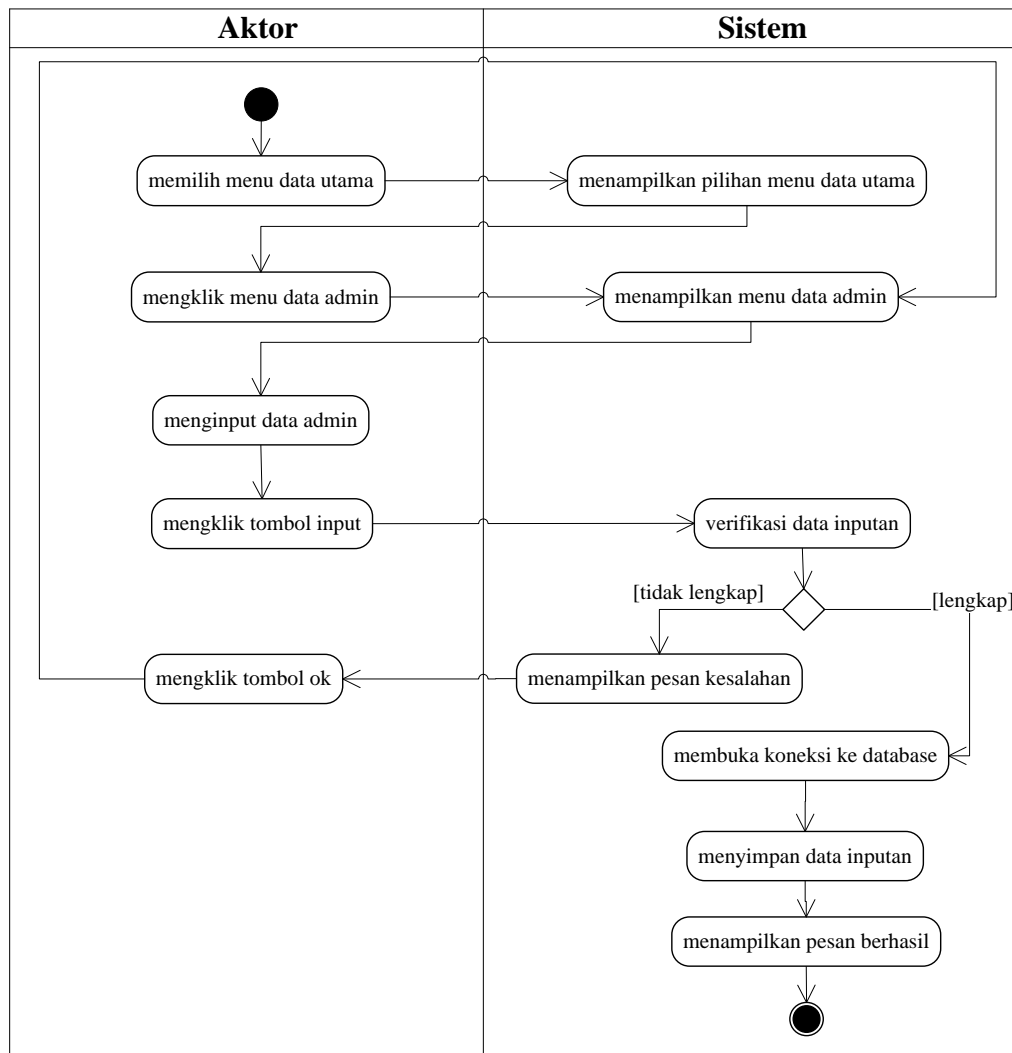 Aktor
Sistem
memilih menu data utama
menampilkan pilihan menu data utama
mengklik menu data admin
menampilkan menu data admin
menginput data admin
mengklik tombol input
verifikasi data inputan
[tidak lengkap]
[lengkap]
mengklik tombol ok
menampilkan pesan kesalahan
membuka koneksi ke database
menyimpan data inputan
menampilkan pesan berhasil